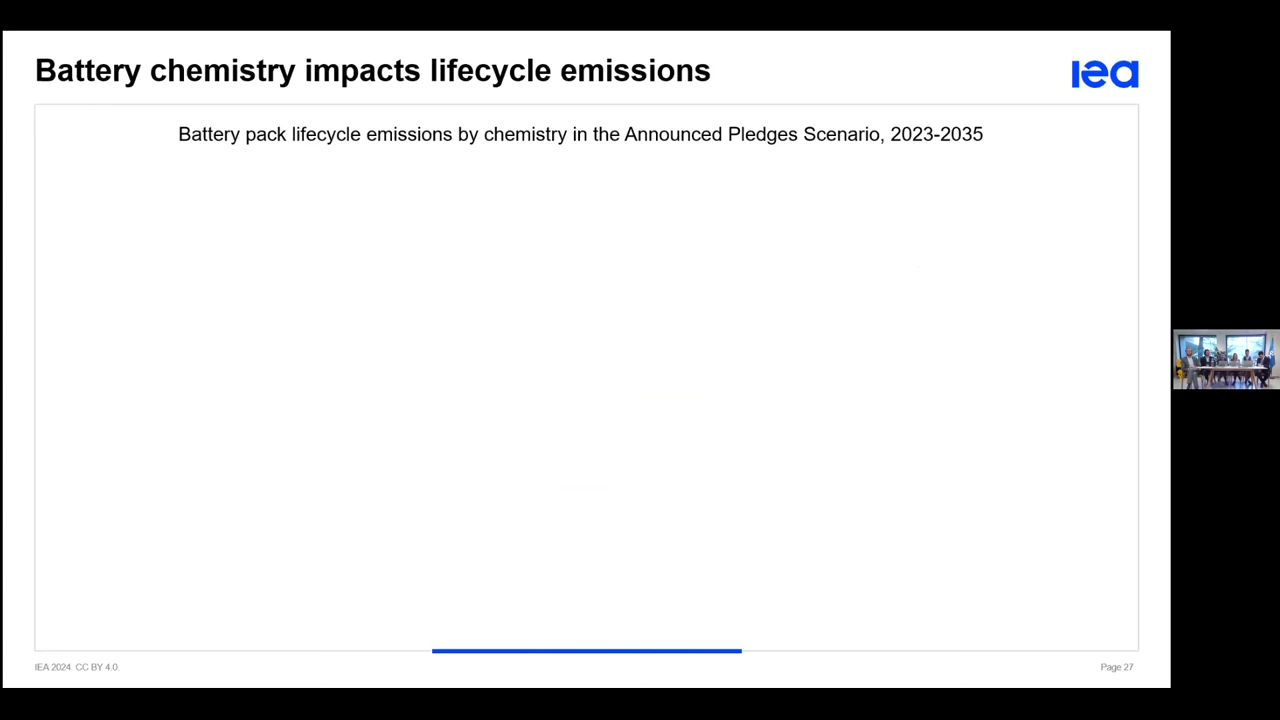 Battery chemistry impacts lifecycle emissions
iea
Battery pack lifecycle emissions by chemistry in the Announced Pledges Scenario, 2023-2035
IEA 2024. CC BY 4.0.
Page 27